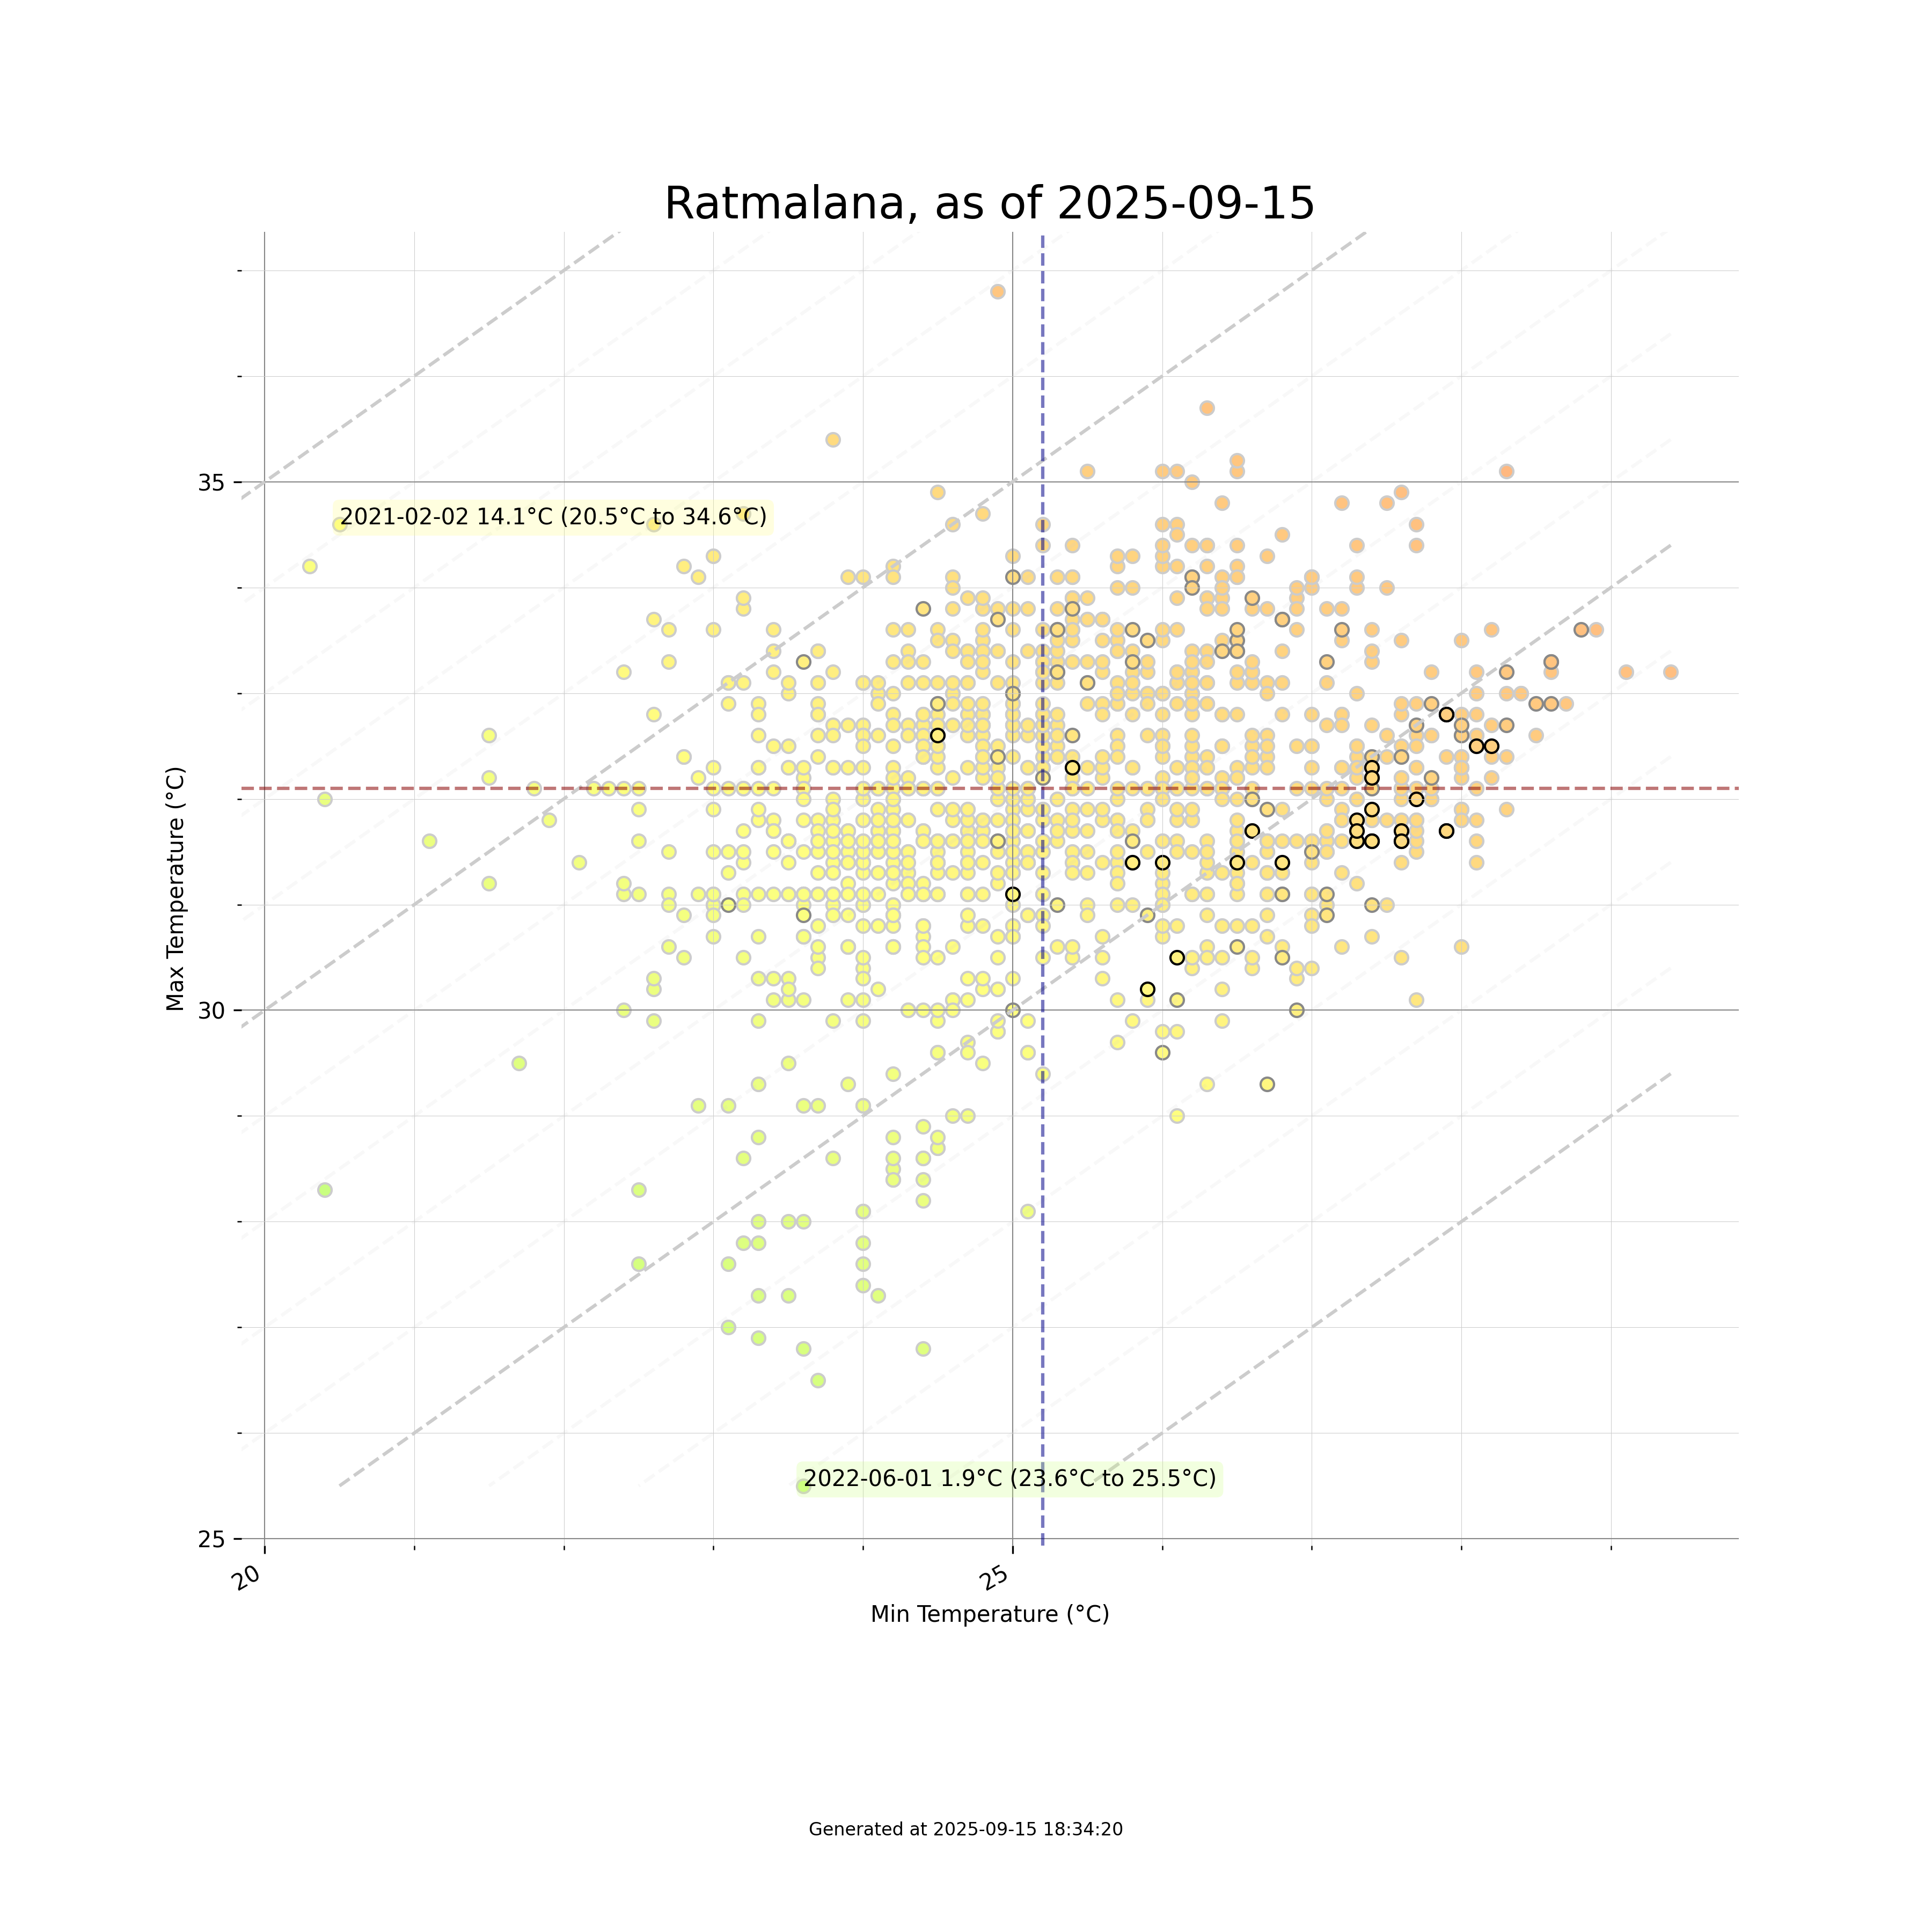 Ratmalana, as of 2025-09-15
Max Temperature (°C)
35
30
25
2021-02-02 14.1°C (20.5°C to 34.6°C)
2022-06-01 1.9°C (23.6°C to 25.5°C)
20
25
Min Temperature (°C)
Generated at 2025-09-15 18:34:20